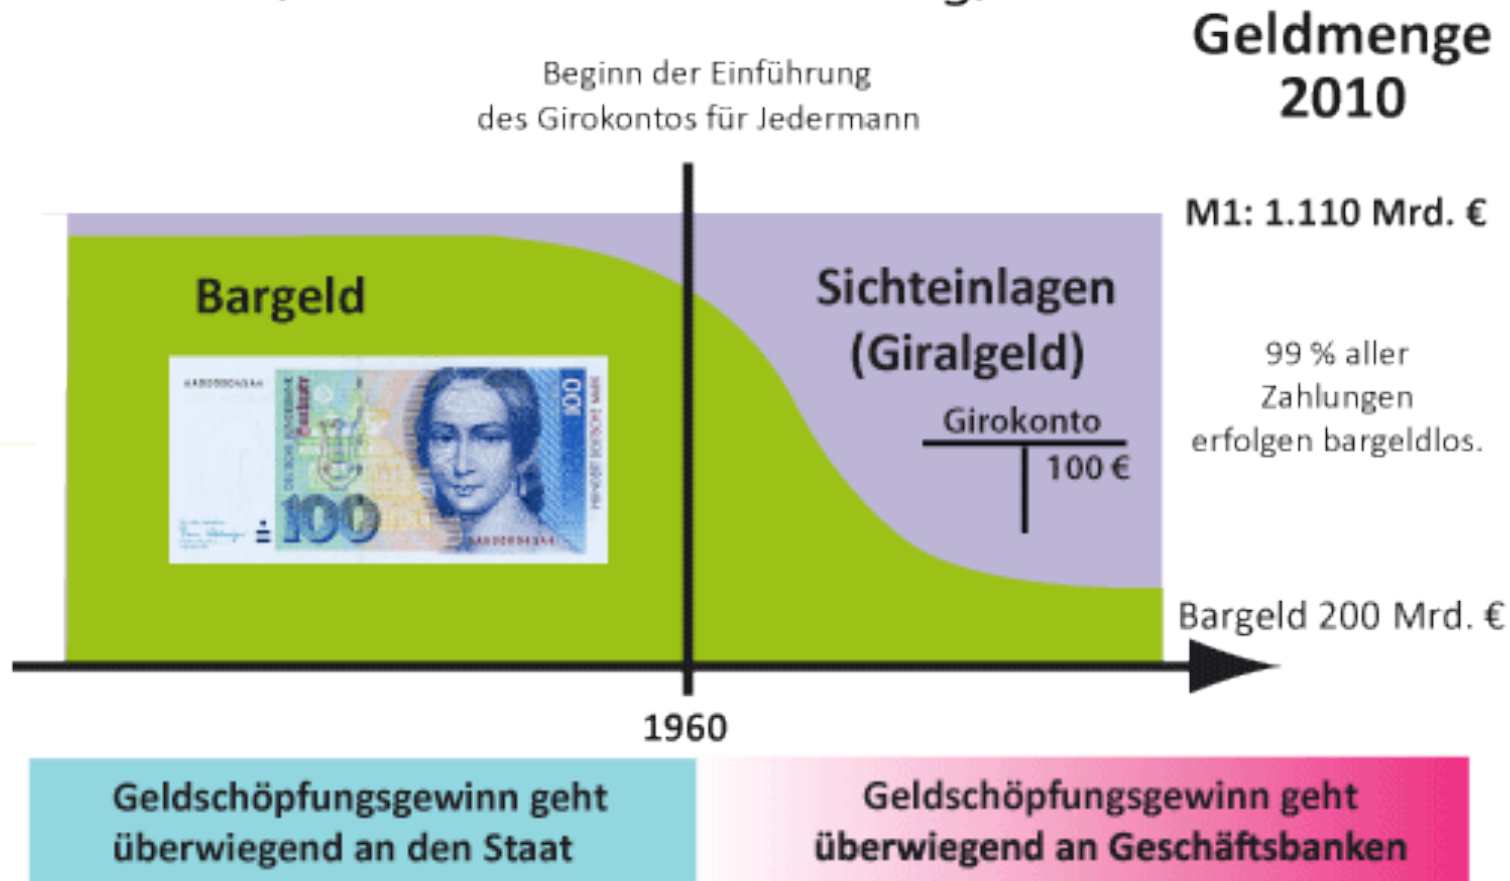 Geldmenge
2010
Beginn der Einführung
des Girokontos für Jedermann
M1: 1.110 Mrd. €
Bargeld
Sichteinlagen
(Giralgeld)
99 % aller
Zahlungen
erfolgen bargeldlos.
Girokonto
100 €
100
100
Bargeld 200 Mrd. €
1960
Geldschöpfungsgewinn geht
überwiegend an den Staat
Geldschöpfungsgewinn geht
überwiegend an Geschäftsbanken